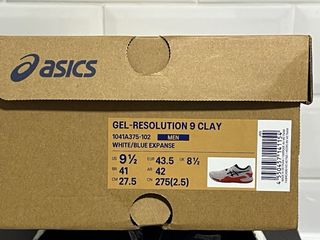 asics
GEL-RESOLUTION 9 CLAY
1041A375-102 MEN
WHITE/BLUE EXPANSE
US 9½ EUR 43.5 UK 8½
BR 41 AR 42
CM 27.5 CN 275(2.5)